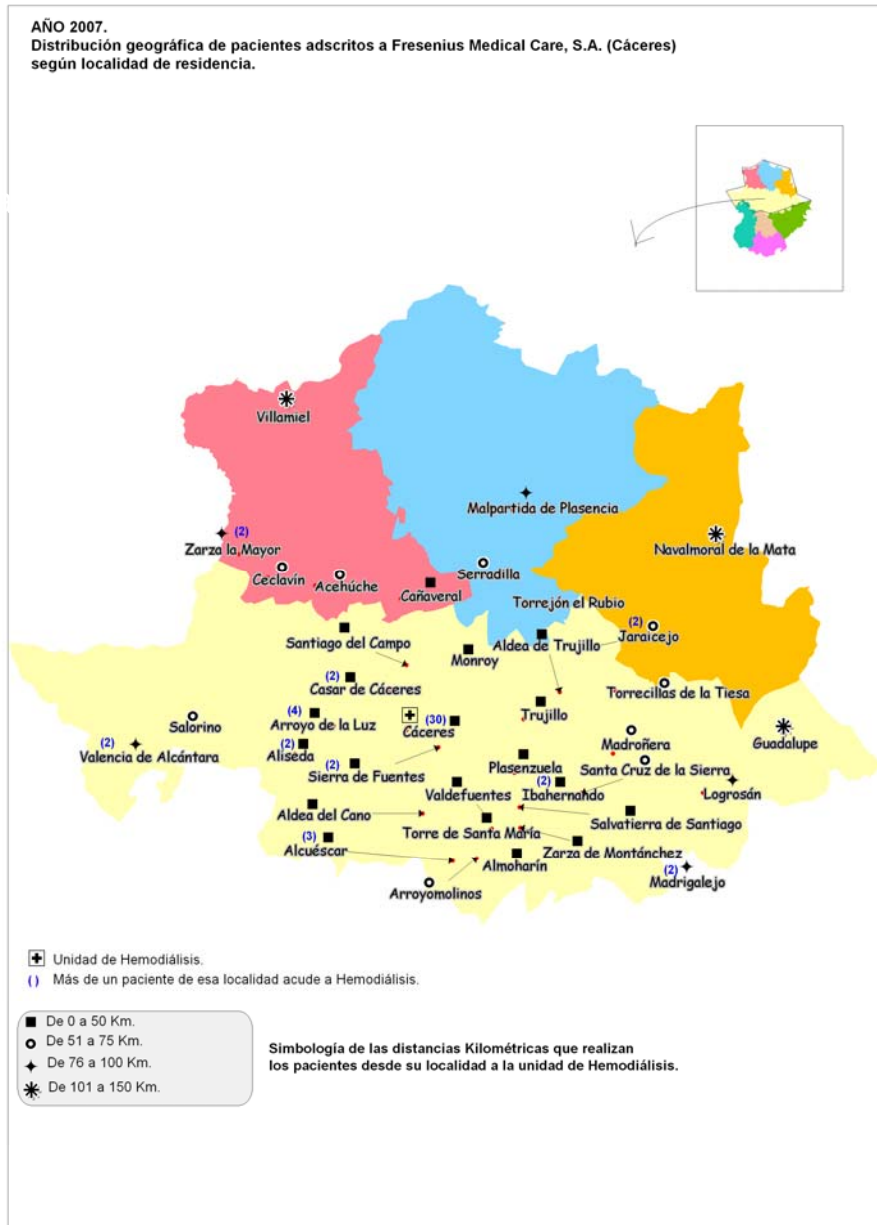 AÑO 2007.
Distribución geográfica de pacientes adscritos a Fresenius Medical Care, S.A. (Cáceres)
según localidad de residencia.
Villamiel
Malpartida de Plasencia
(2)
Zarza la Mayor
Navalmoral de la Mata
Ceclavín
Acehúche
Serradilla
Cañaveral
Torrejón el Rubio
(2)
Jaraicejo
Santiago del Campo
Aldea de Trujillo
Monroy
(2)
Casar de Cáceres
Torrecillas de la Tiesa
(4)
Arroyo de la Luz
Salorino
(30)
Cáceres
Trujillo
(2)
Valencia de Alcántara
(2)
Aliseda
Madroñera
Guadalupe
(2)
Sierra de Fuentes
Plasenzuela
Santa Cruz de la Sierra
Valdefuentes
(2)
Ibahernando
Logrosán
Aldea del Cano
Torre de Santa María
Salvatierra de Santiago
(3)
Alcuéscar
Almoharín
Zarza de Montánchez
Arroyomolinos
(2)
Madrigalejo
Unidad de Hemodiálisis.
( ) Más de un paciente de esa localidad acude a Hemodiálisis.
De 0 a 50 Km.
De 51 a 75 Km.
De 76 a 100 Km.
De 101 a 150 Km.
Simbología de las distancias Kilométricas que realizan
los pacientes desde su localidad a la unidad de Hemodiálisis.